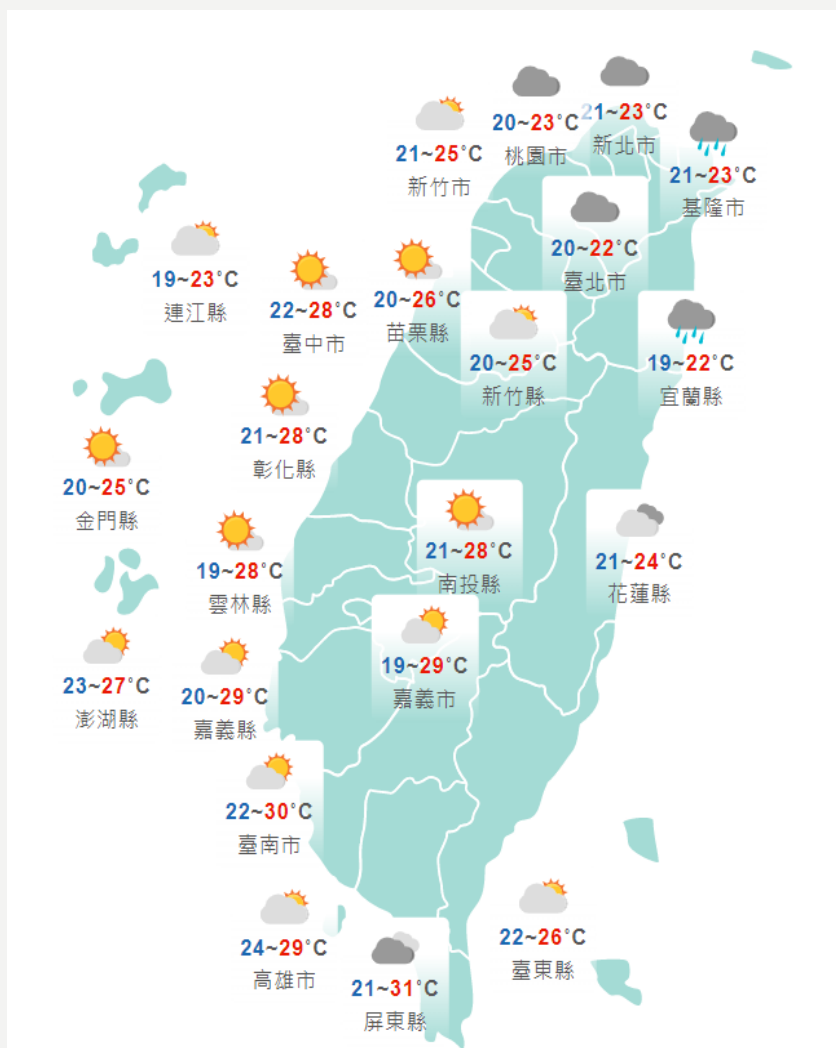 21~23°C
新北市
20~23°C
桃園市
21~25°C
新竹市
21~23°C
基隆市
20~22°C
臺北市
19~23°C
連江縣
22~28°C
臺中市
20~26°C
苗栗縣
20~25°C
新竹縣
19~22°C
宜蘭縣
21~28°C
彰化縣
20~25°C
金門縣
19~28°C
雲林縣
21~28°C
南投縣
21~24°C
花蓮縣
23~27°C
澎湖縣
20~29°C
嘉義縣
19~29°C
嘉義市
22~30°C
臺南市
24~29°C
高雄市
21~31°C
屏東縣
22~26°C
臺東縣